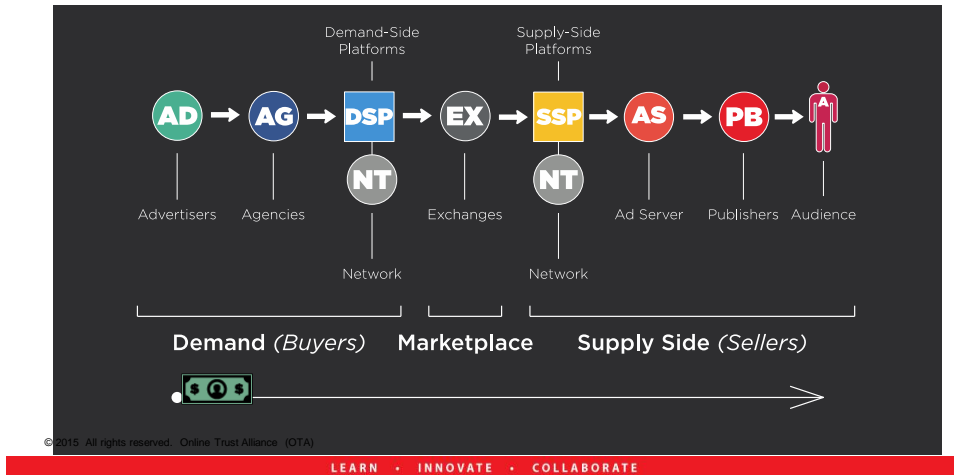 Demand-Side
Platforms
Supply-Side
Platforms
AD
AG
DSP
EX
SSP
AS
PB
A
NT
NT
Advertisers
Agencies
Exchanges
Ad Server
Publishers
Audience
Network
Network
Demand (Buyers)
Marketplace
Supply Side (Sellers)
$ $
© 2015 All rights reserved. Online Trust Alliance (OTA)
LEARN • INNOVATE • COLLABORATE